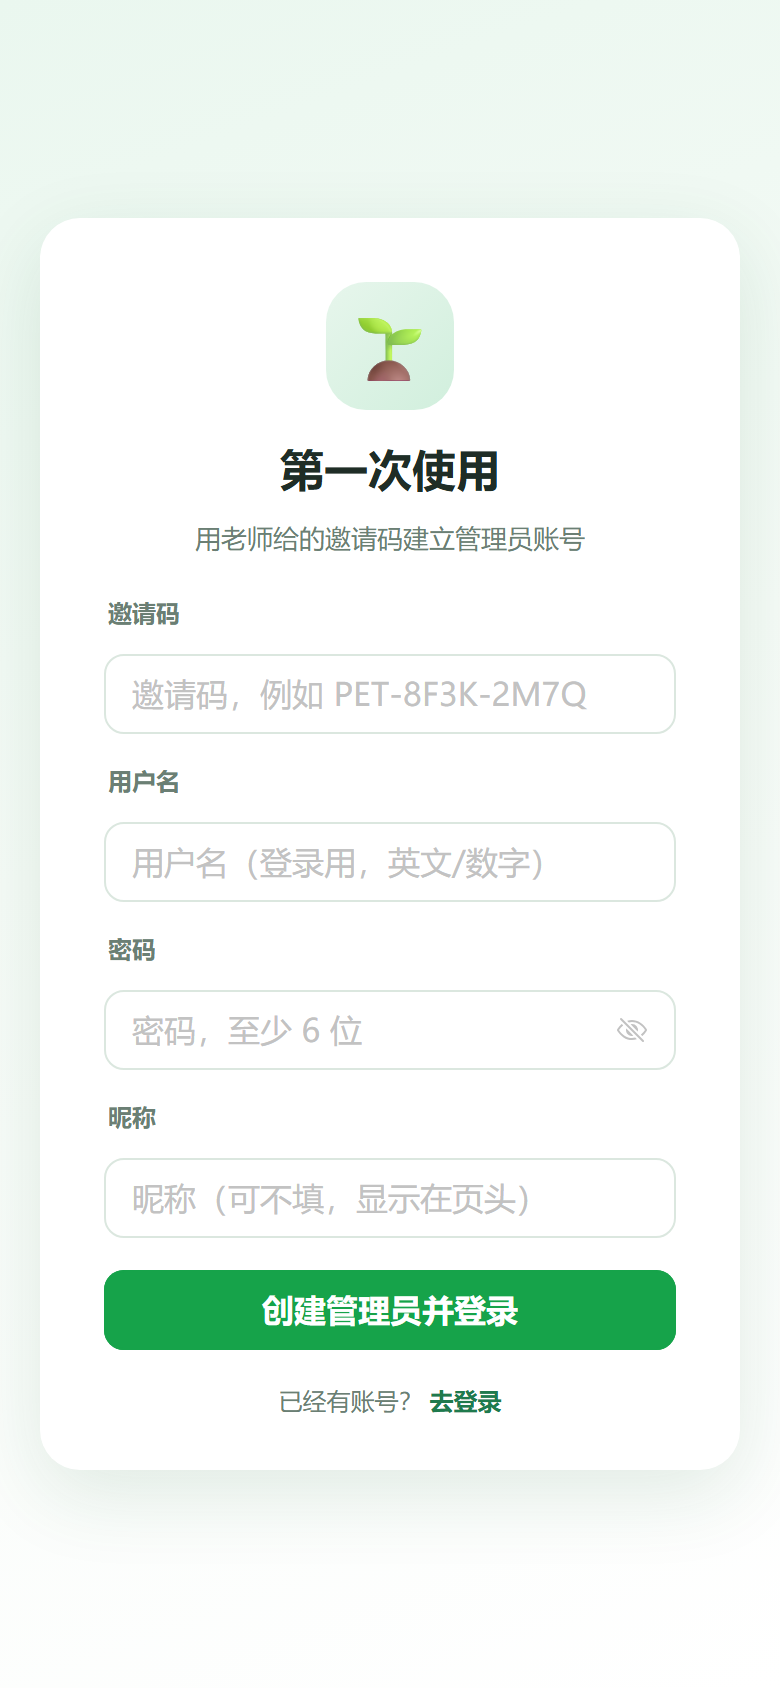 第一次使用
用老师给的邀请码建立管理员账号
邀请码
邀请码，例如 PET-8F3K-2M7Q
用户名
用户名（登录用，英文/数字）
密码
密码，至少 6 位
昵称
昵称（可不填，显示在页头）
创建管理员并登录
已经有账号？ 去登录